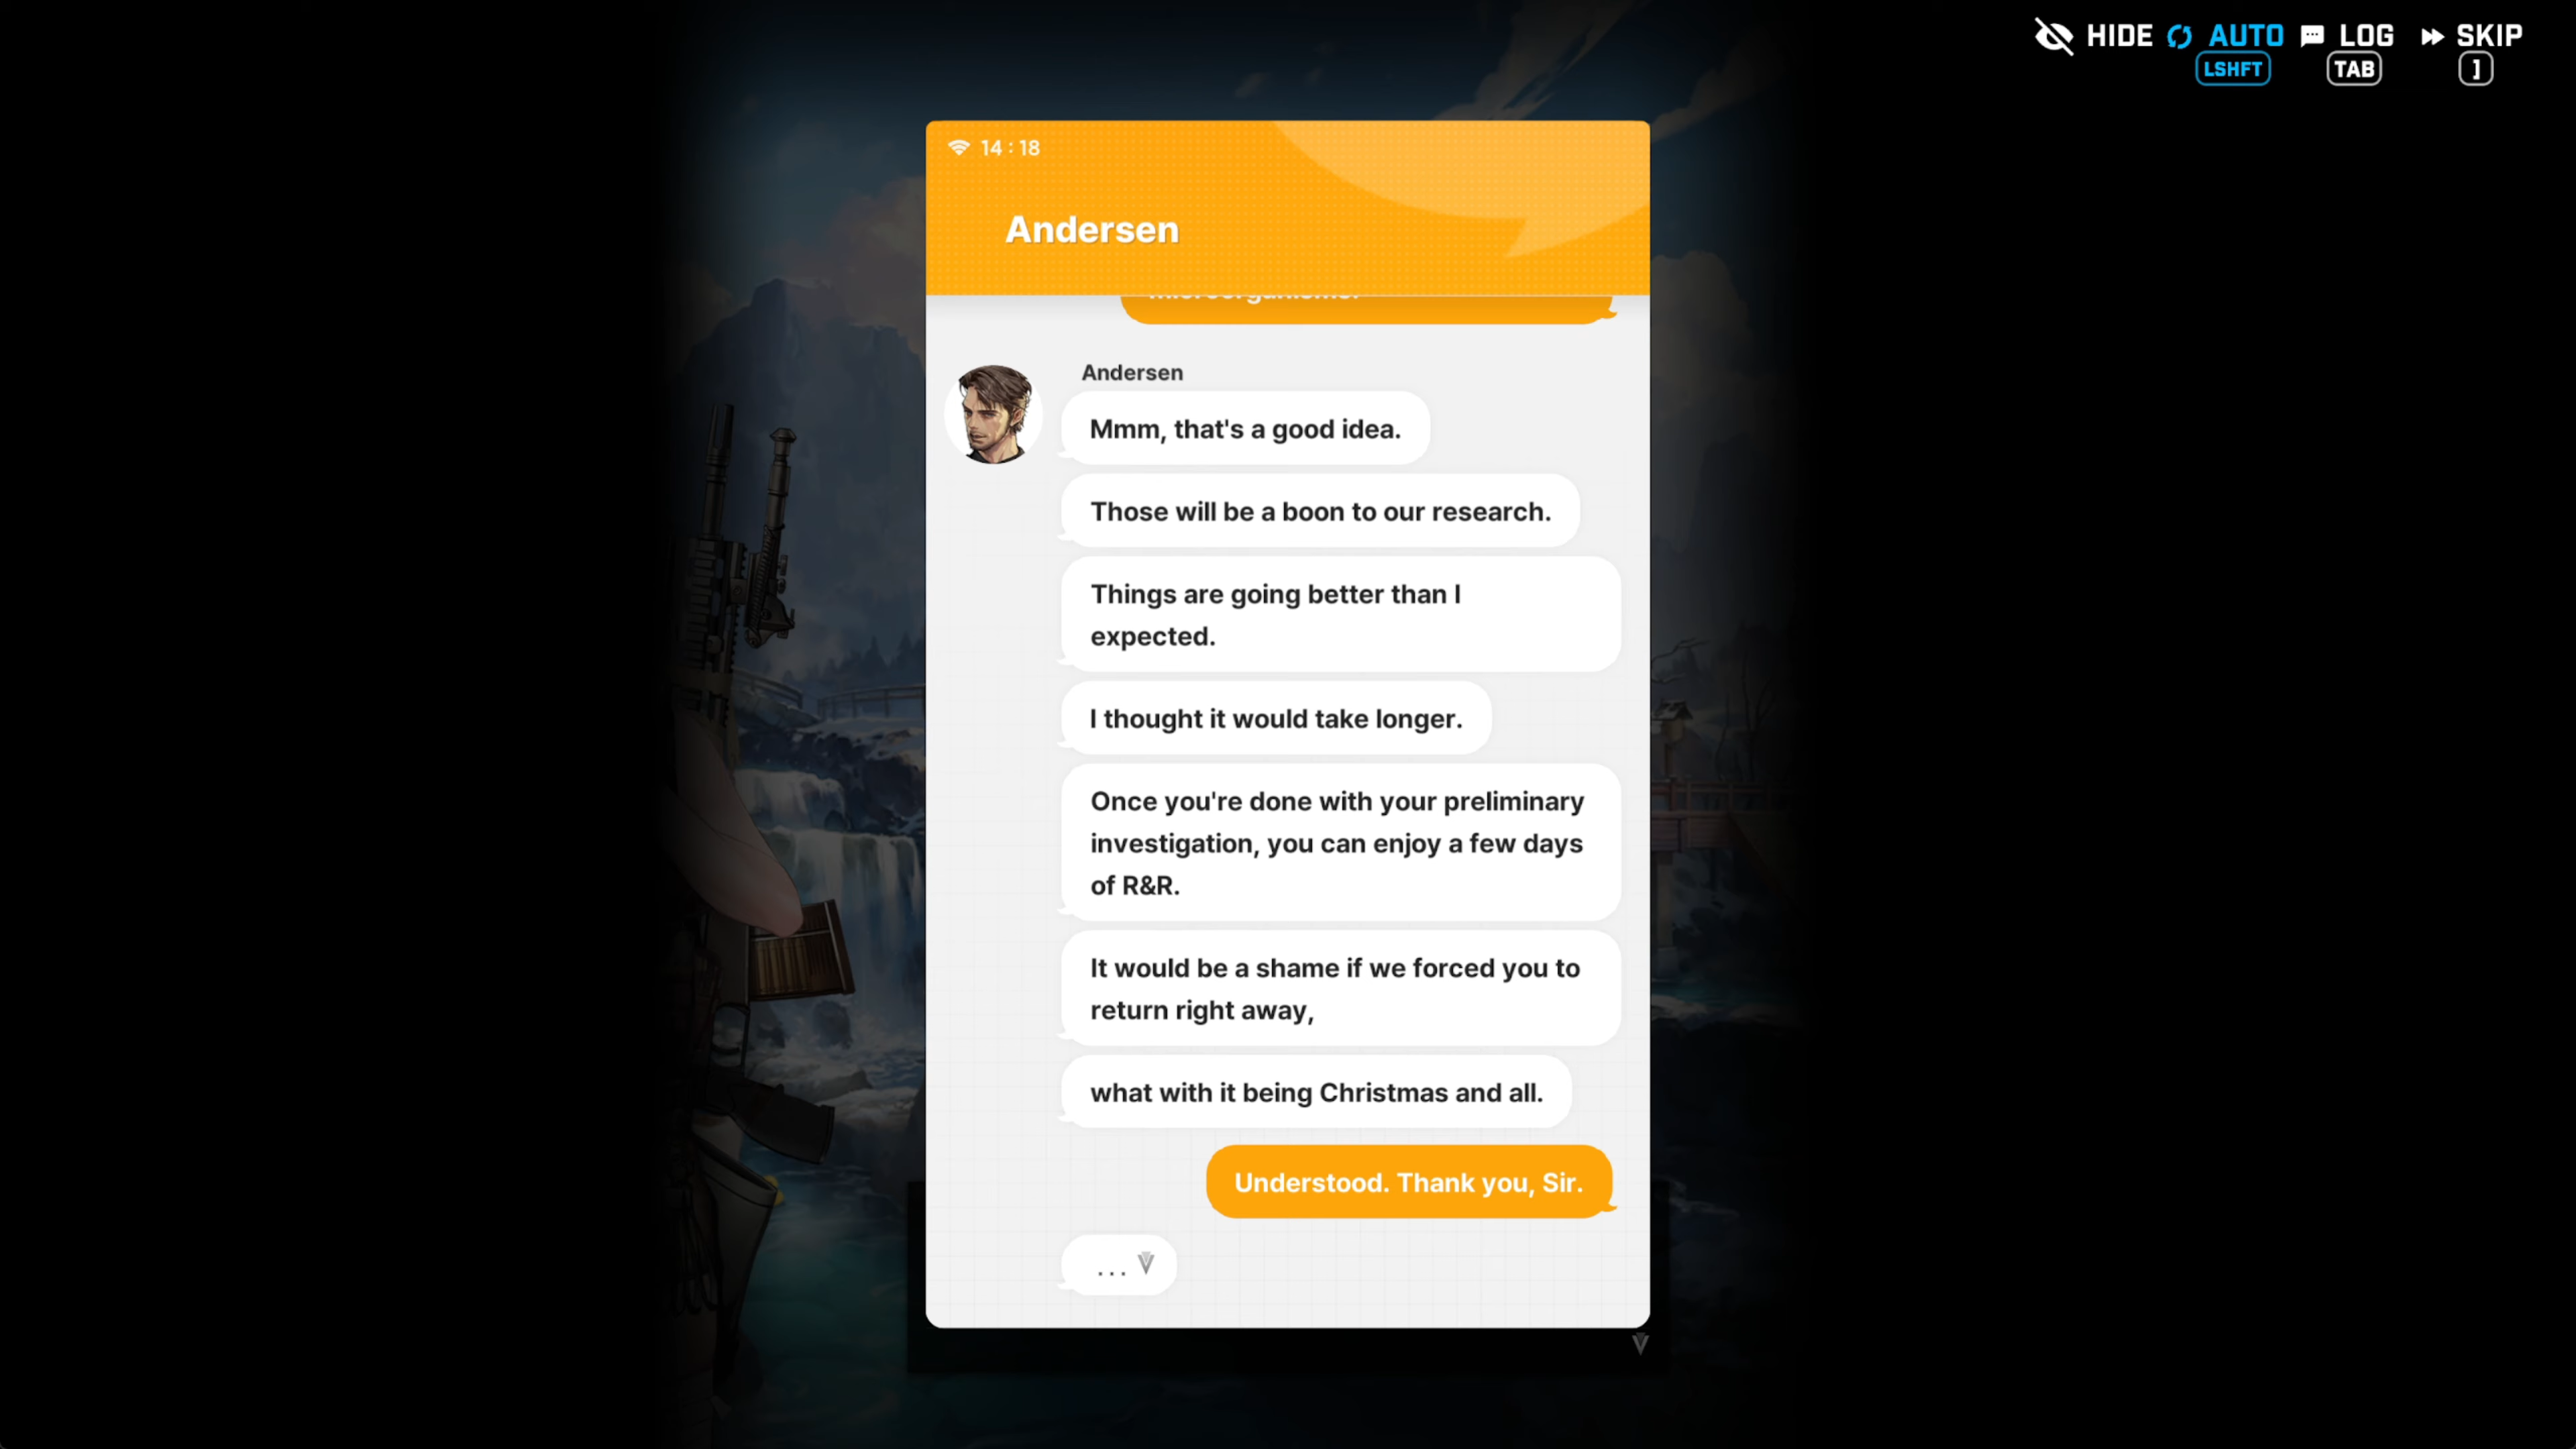 HIDE AUTO LOG SKIP
LSHFT TAB ]
14 : 18
Andersen
microorganisms.
Andersen
Mmm, that's a good idea.
Those will be a boon to our research.
Things are going better than I
expected.
I thought it would take longer.
Once you're done with your preliminary
investigation, you can enjoy a few days
of R&R.
It would be a shame if we forced you to
return right away,
what with it being Christmas and all.
Understood. Thank you, Sir.
...